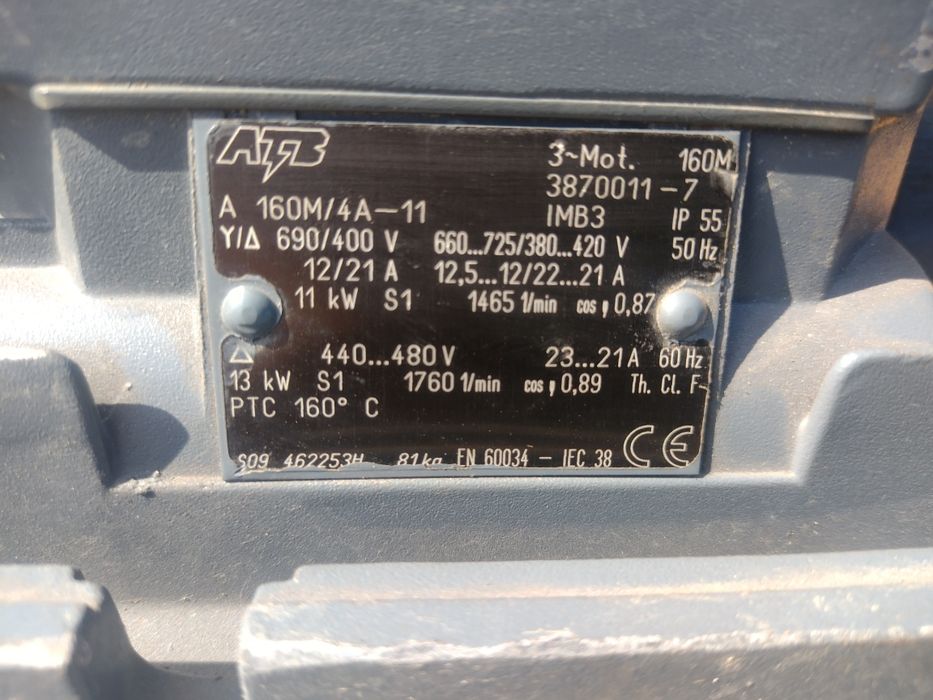 ATB 3~Mot. 160M
3870011-7
A 160M/4A-11 IMB3 IP 55
Y/Δ 690/400 V 660...725/380...420 V 50 Hz
12/21 A 12,5...12/22...21 A
11 kW S1 1465 1/min cos φ 0,87
Δ 440...480 V 23...21 A 60 Hz
13 kW S1 1760 1/min cos φ 0,89 Th. Cl. F
PTC 160° C
S09 462253H 81kg EN 60034 - IEC 38 CE